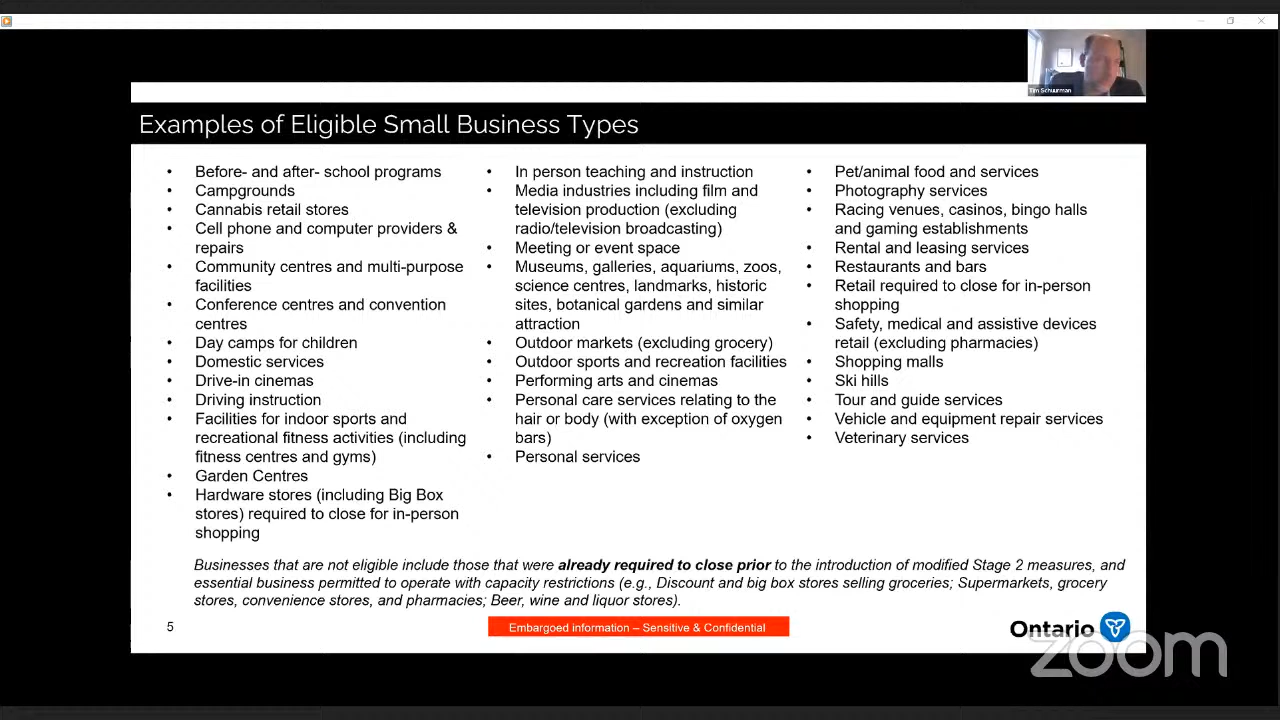 Tim Schuurman
Examples of Eligible Small Business Types
• Before- and after- school programs
• Campgrounds
• Cannabis retail stores
• Cell phone and computer providers &
repairs
• Community centres and multi-purpose
facilities
• Conference centres and convention
centres
• Day camps for children
• Domestic services
• Drive-in cinemas
• Driving instruction
• Facilities for indoor sports and
recreational fitness activities (including
fitness centres and gyms)
• Garden Centres
• Hardware stores (including Big Box
stores) required to close for in-person
shopping
• In person teaching and instruction
• Media industries including film and
television production (excluding
radio/television broadcasting)
• Meeting or event space
• Museums, galleries, aquariums, zoos,
science centres, landmarks, historic
sites, botanical gardens and similar
attraction
• Outdoor markets (excluding grocery)
• Outdoor sports and recreation facilities
• Performing arts and cinemas
• Personal care services relating to the
hair or body (with exception of oxygen
bars)
• Personal services
• Pet/animal food and services
• Photography services
• Racing venues, casinos, bingo halls
and gaming establishments
• Rental and leasing services
• Restaurants and bars
• Retail required to close for in-person
shopping
• Safety, medical and assistive devices
retail (excluding pharmacies)
• Shopping malls
• Ski hills
• Tour and guide services
• Vehicle and equipment repair services
• Veterinary services
Businesses that are not eligible include those that were already required to close prior to the introduction of modified Stage 2 measures, and
essential business permitted to operate with capacity restrictions (e.g., Discount and big box stores selling groceries; Supermarkets, grocery
stores, convenience stores, and pharmacies; Beer, wine and liquor stores).
5
Embargoed information – Sensitive & Confidential
Ontario
zoom